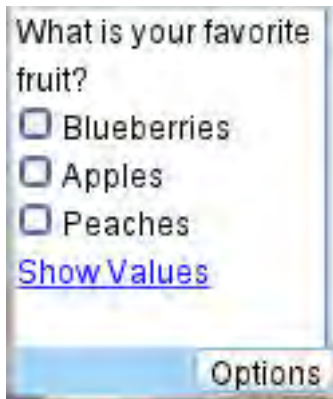 What is your favorite
fruit?
Blueberries
Apples
Peaches
Show Values
Options